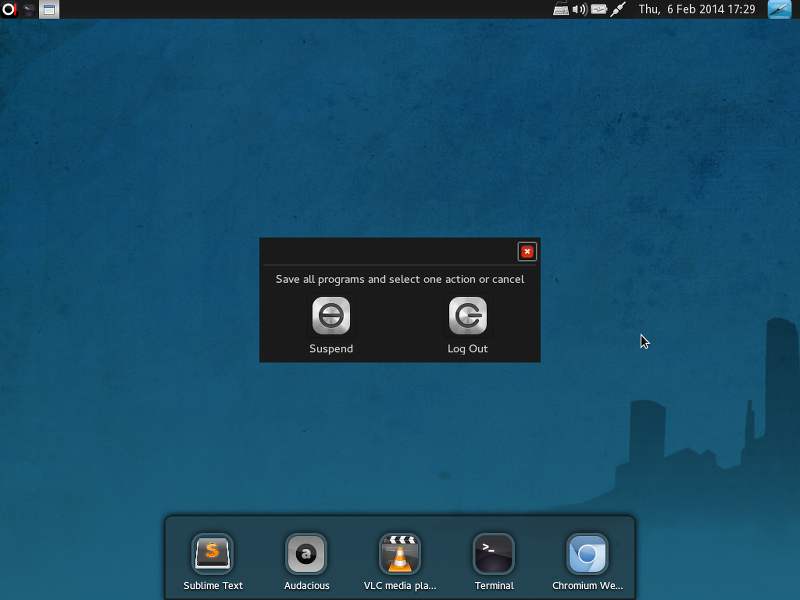 Thu, 6 Feb 2014 17:29
Save all programs and select one action or cancel
Suspend
Log Out
Sublime Text
Audacious
VLC media pla...
Terminal
Chromium We...